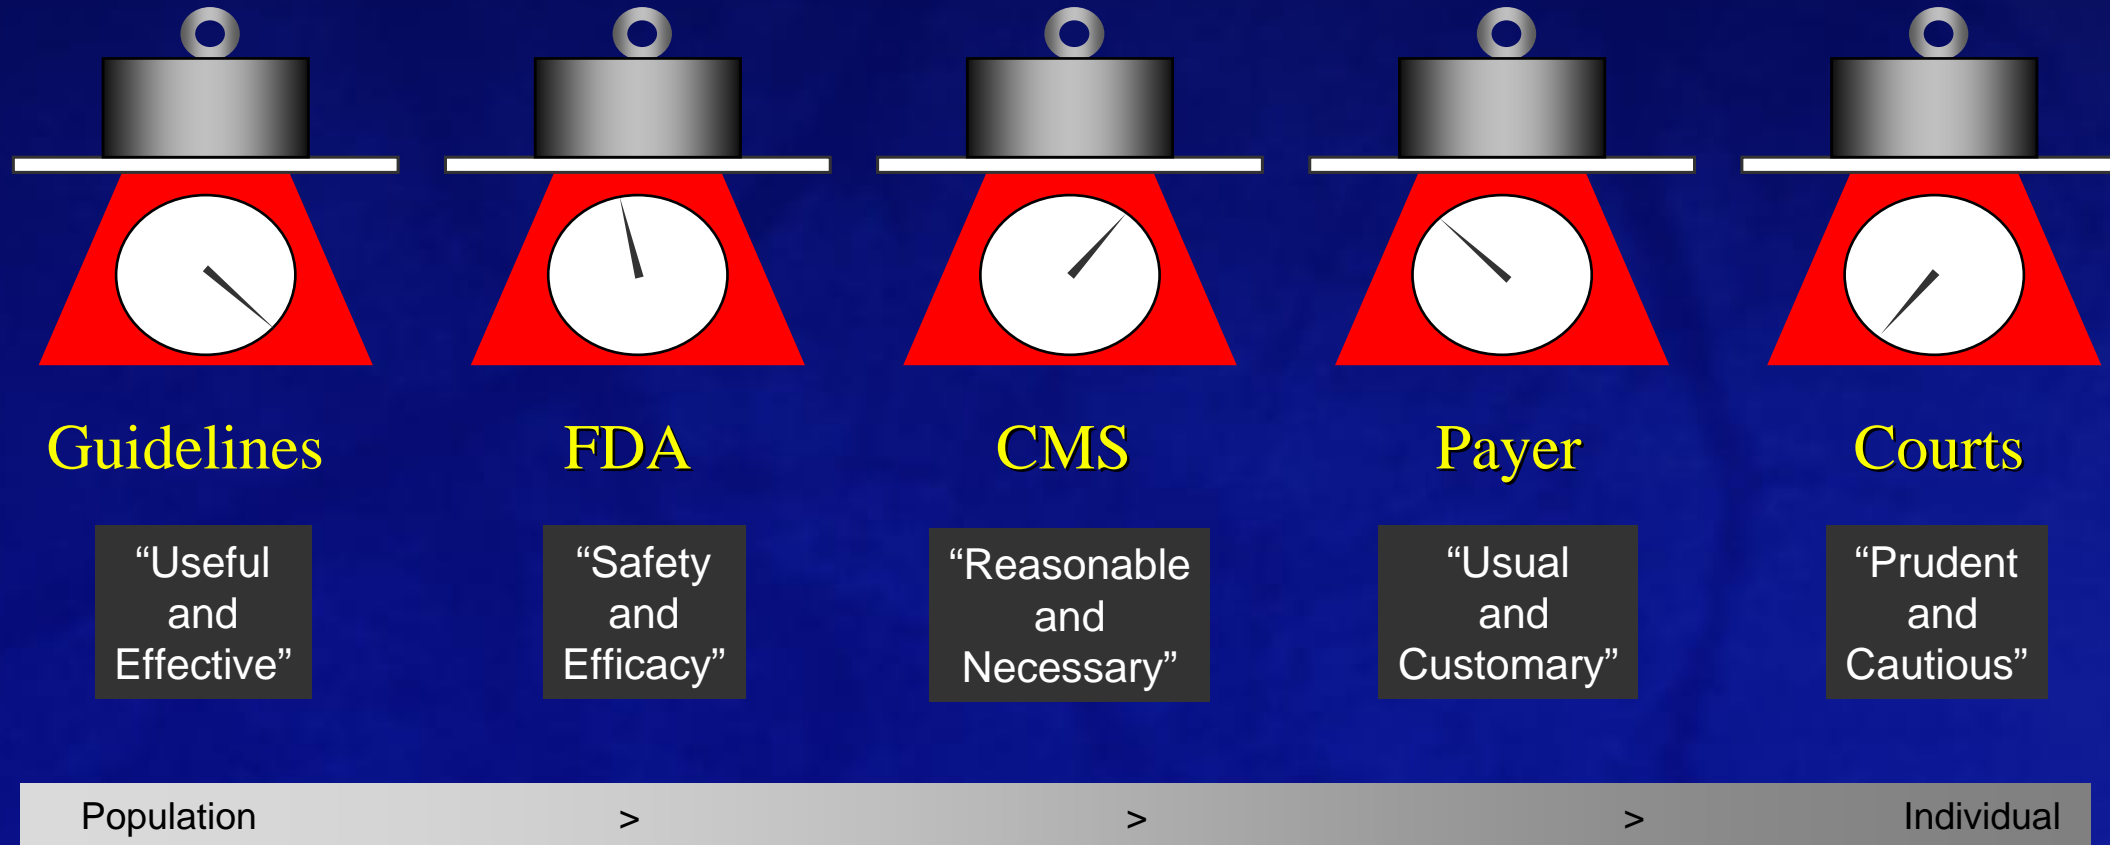 Guidelines FDA CMS Payer Courts
“Useful
and
Effective”
“Safety
and
Efficacy”
“Reasonable
and
Necessary”
“Usual
and
Customary”
“Prudent
and
Cautious”
Population > > > Individual